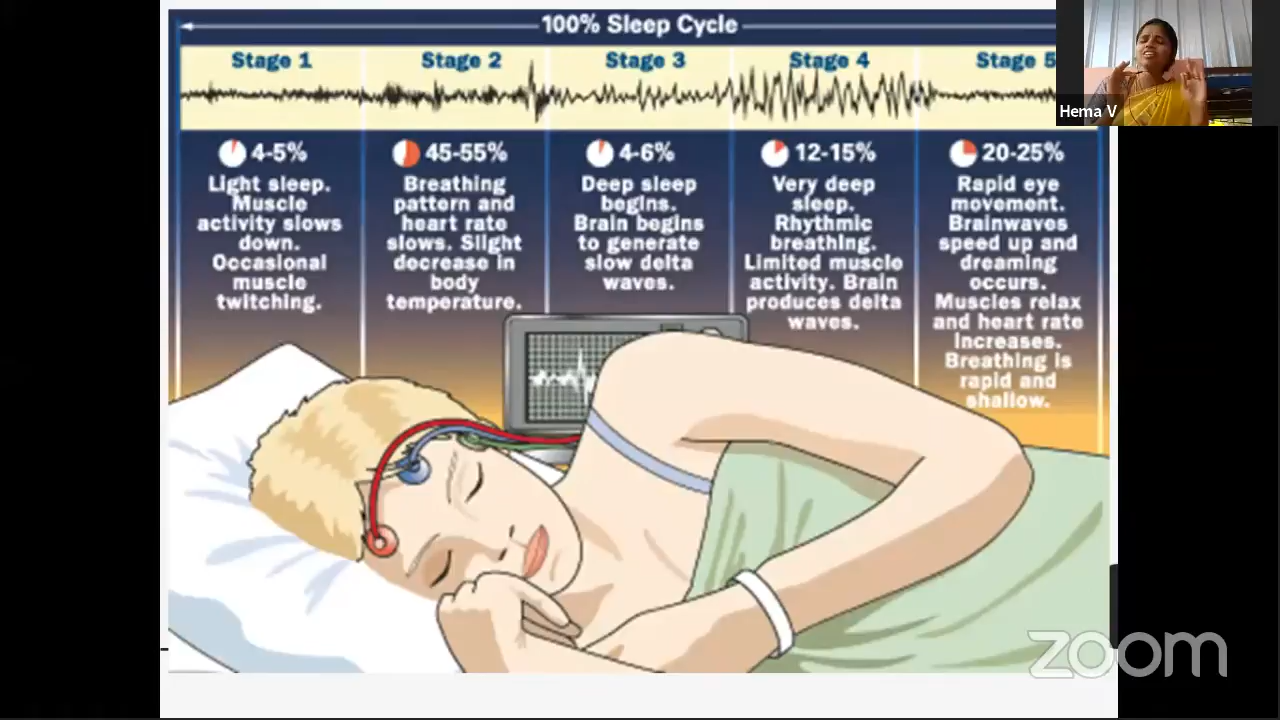 100% Sleep Cycle
Stage 1
Stage 2
Stage 3
Stage 4
Stage 5
Hema V
4-5%
Light sleep.
Muscle
activity slows
down.
Occasional
muscle
twitching.
45-55%
Breathing
pattern and
heart rate
slows. Slight
decrease in
body
temperature.
4-6%
Deep sleep
begins.
Brain begins
to generate
slow delta
waves.
12-15%
Very deep
sleep.
Rhythmic
breathing.
Limited muscle
activity. Brain
produces delta
waves.
20-25%
Rapid eye
movement.
Brainwaves
speed up and
dreaming
occurs.
Muscles relax
and heart rate
increases.
Breathing is
rapid and
shallow.
zoom